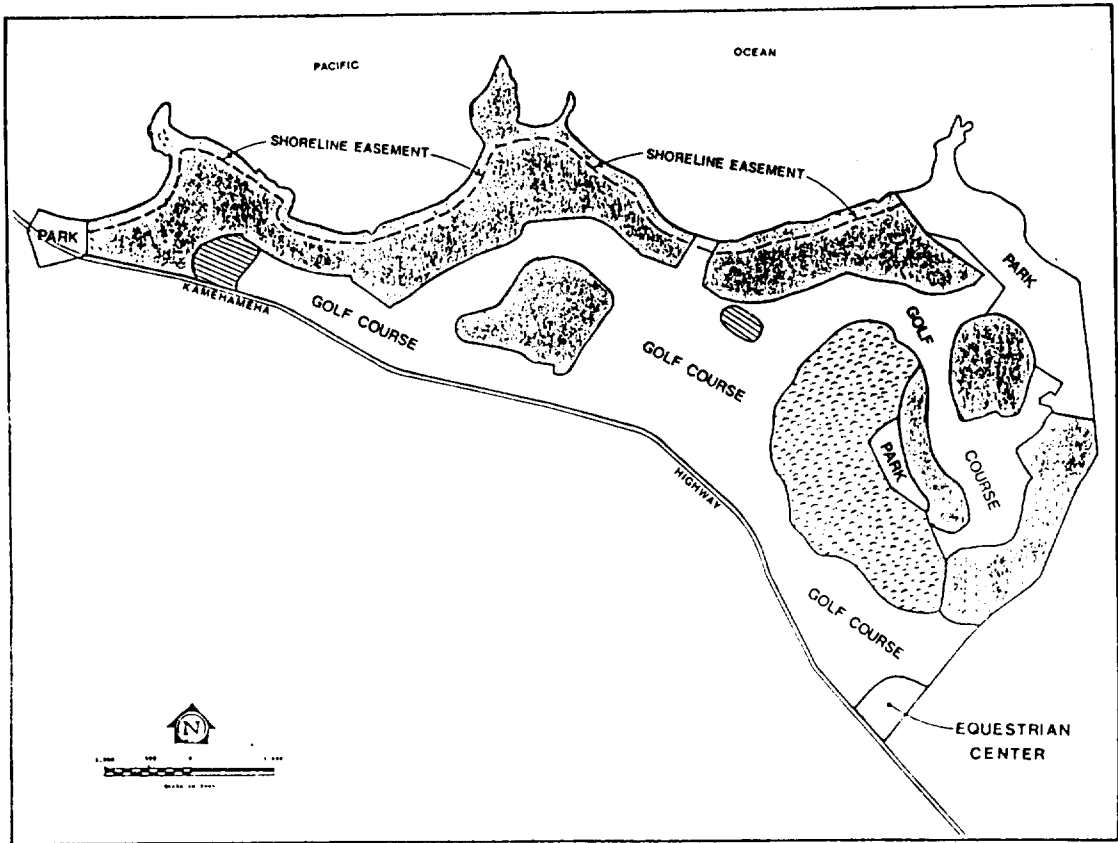 PACIFIC
OCEAN
SHORELINE EASEMENT
SHORELINE EASEMENT
PARK
PARK
KAMEHAMEHA
GOLF COURSE
GOLF COURSE
GOLF
COURSE
PARK
HIGHWAY
GOLF COURSE
EQUESTRIAN
CENTER
N